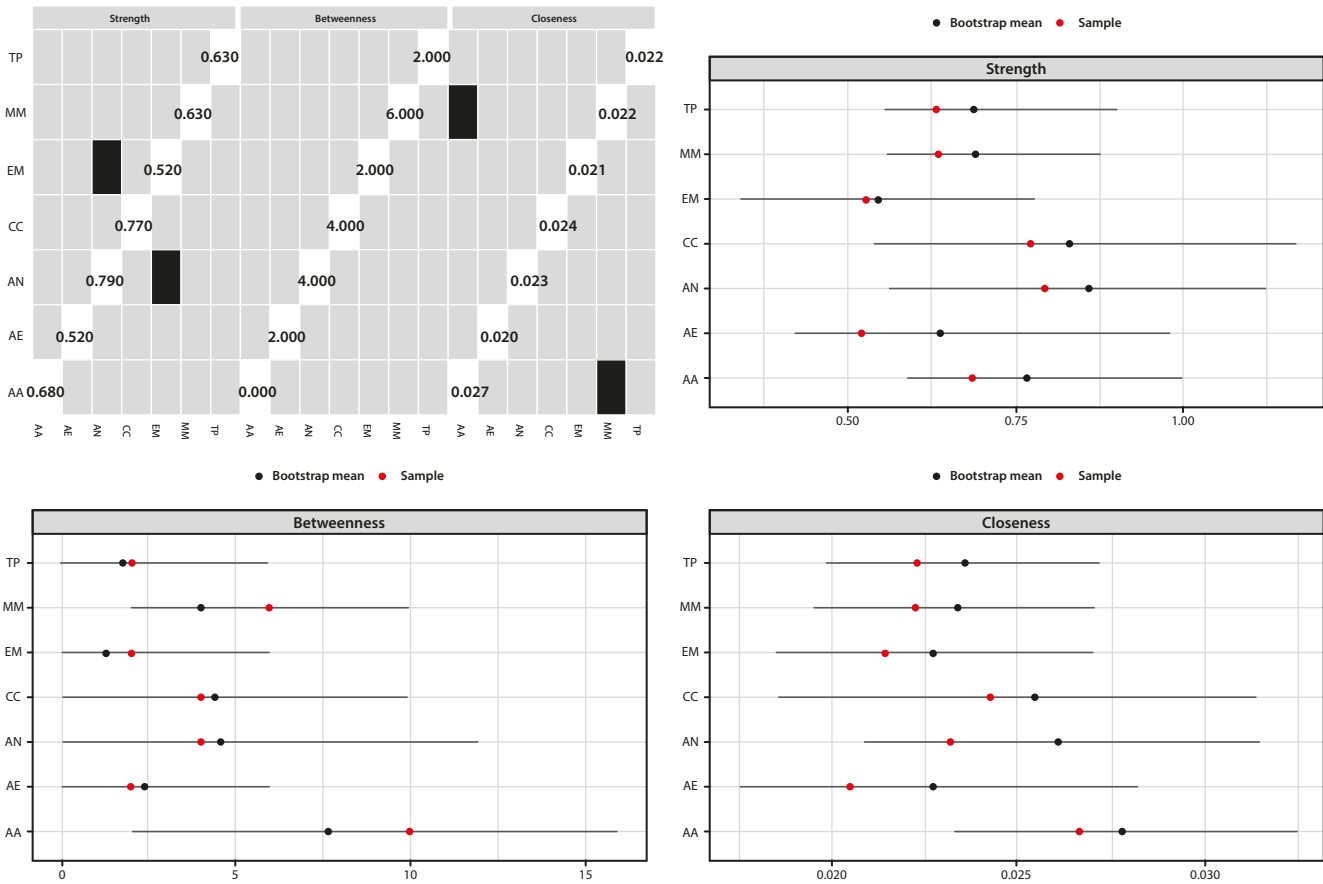 Strength Betweenness Closeness
TP 0.630 2.000 0.022
MM 0.630 6.000 0.022
EM 0.520 2.000 0.021
CC 0.770 4.000 0.024
AN 0.790 4.000 0.023
AE 0.520 2.000 0.020
AA 0.680 0.000 0.027
AA AE AN CC EM MM TP AA AE AN CC EM MM TP AA AE AN CC EM MM TP
Bootstrap mean Sample
Strength
TP
MM
EM
CC
AN
AE
AA
0.50 0.75 1.00
Bootstrap mean Sample
Betweenness
TP
MM
EM
CC
AN
AE
AA
0 5 10 15
Bootstrap mean Sample
Closeness
TP
MM
EM
CC
AN
AE
AA
0.020 0.025 0.030